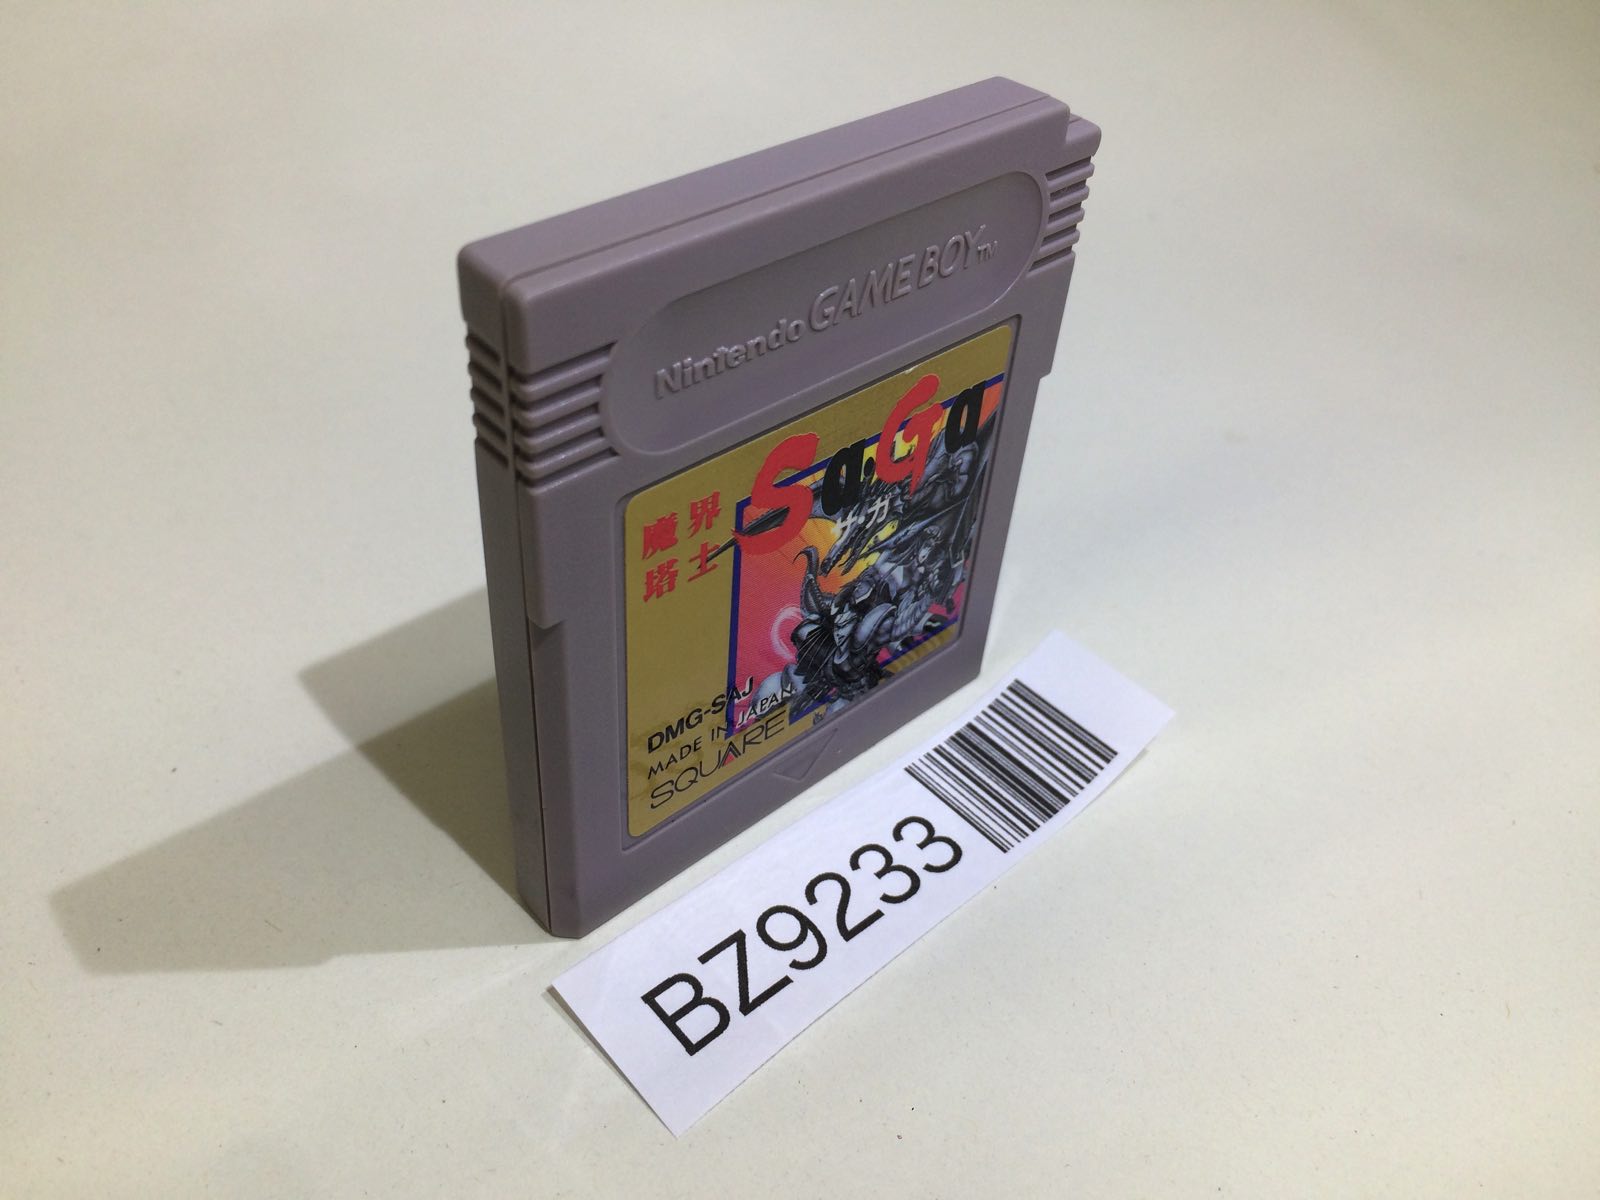 Nintendo GAME BOY TM
Sa・Ga
サ・ガ
魔界
塔士
DMG-SAJ
MADE IN JAPAN
SQUARE
BZ9233